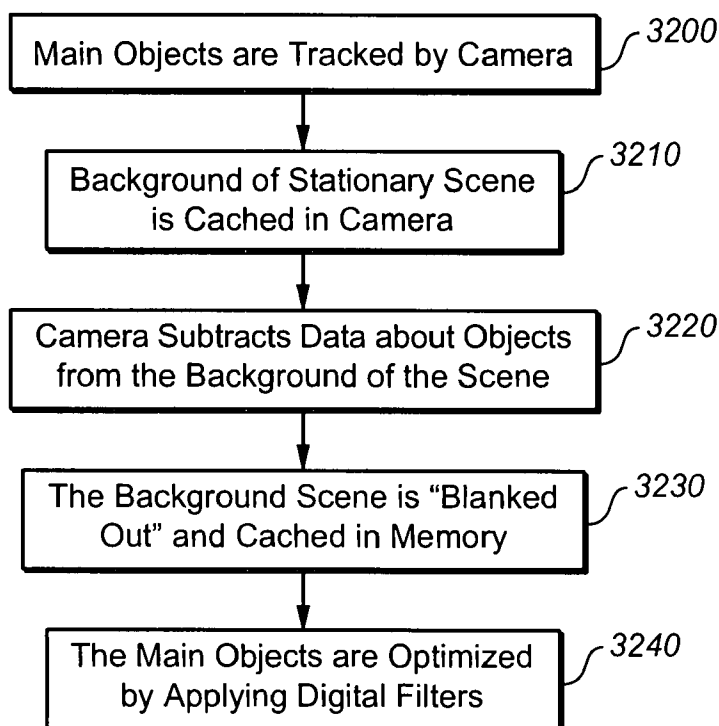 Main Objects are Tracked by Camera
3200
Background of Stationary Scene
is Cached in Camera
3210
Camera Subtracts Data about Objects
from the Background of the Scene
3220
The Background Scene is “Blanked
Out” and Cached in Memory
3230
The Main Objects are Optimized
by Applying Digital Filters
3240